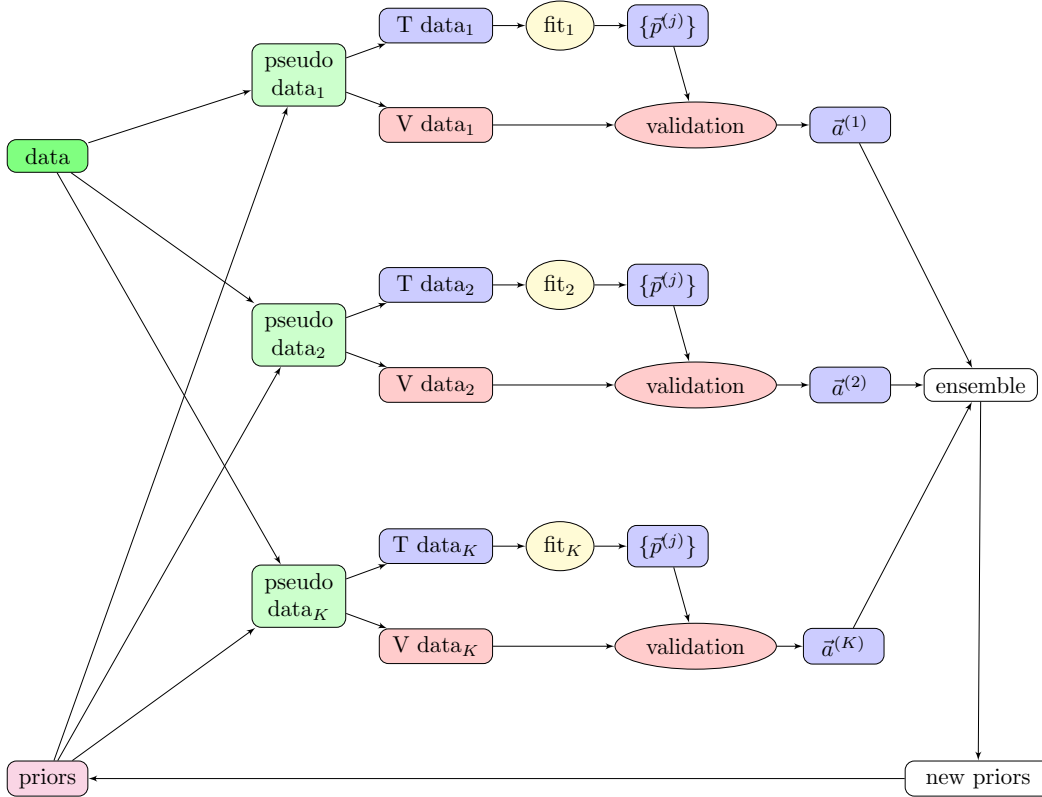 T data₁
fit₁
{p⃗^(j)}
pseudo
data₁
V data₁
validation
a⃗^(1)
data
T data₂
fit₂
{p⃗^(j)}
pseudo
data₂
V data₂
validation
a⃗^(2)
ensemble
T data_K
fit_K
{p⃗^(j)}
pseudo
data_K
V data_K
validation
a⃗^(K)
priors
new priors